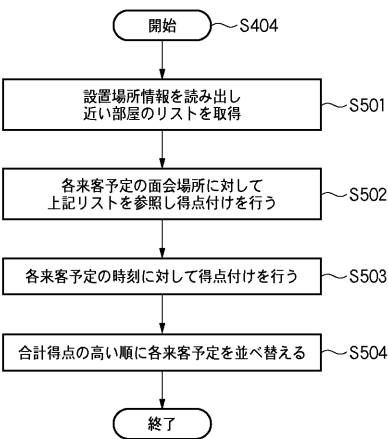 開始
S404
設置場所情報を読み出し
近い部屋のリストを取得
S501
各来客予定の面会場所に対して
上記リストを参照し得点付けを行う
S502
各来客予定の時刻に対して得点付けを行う
S503
合計得点の高い順に各来客予定を並べ替える
S504
終了